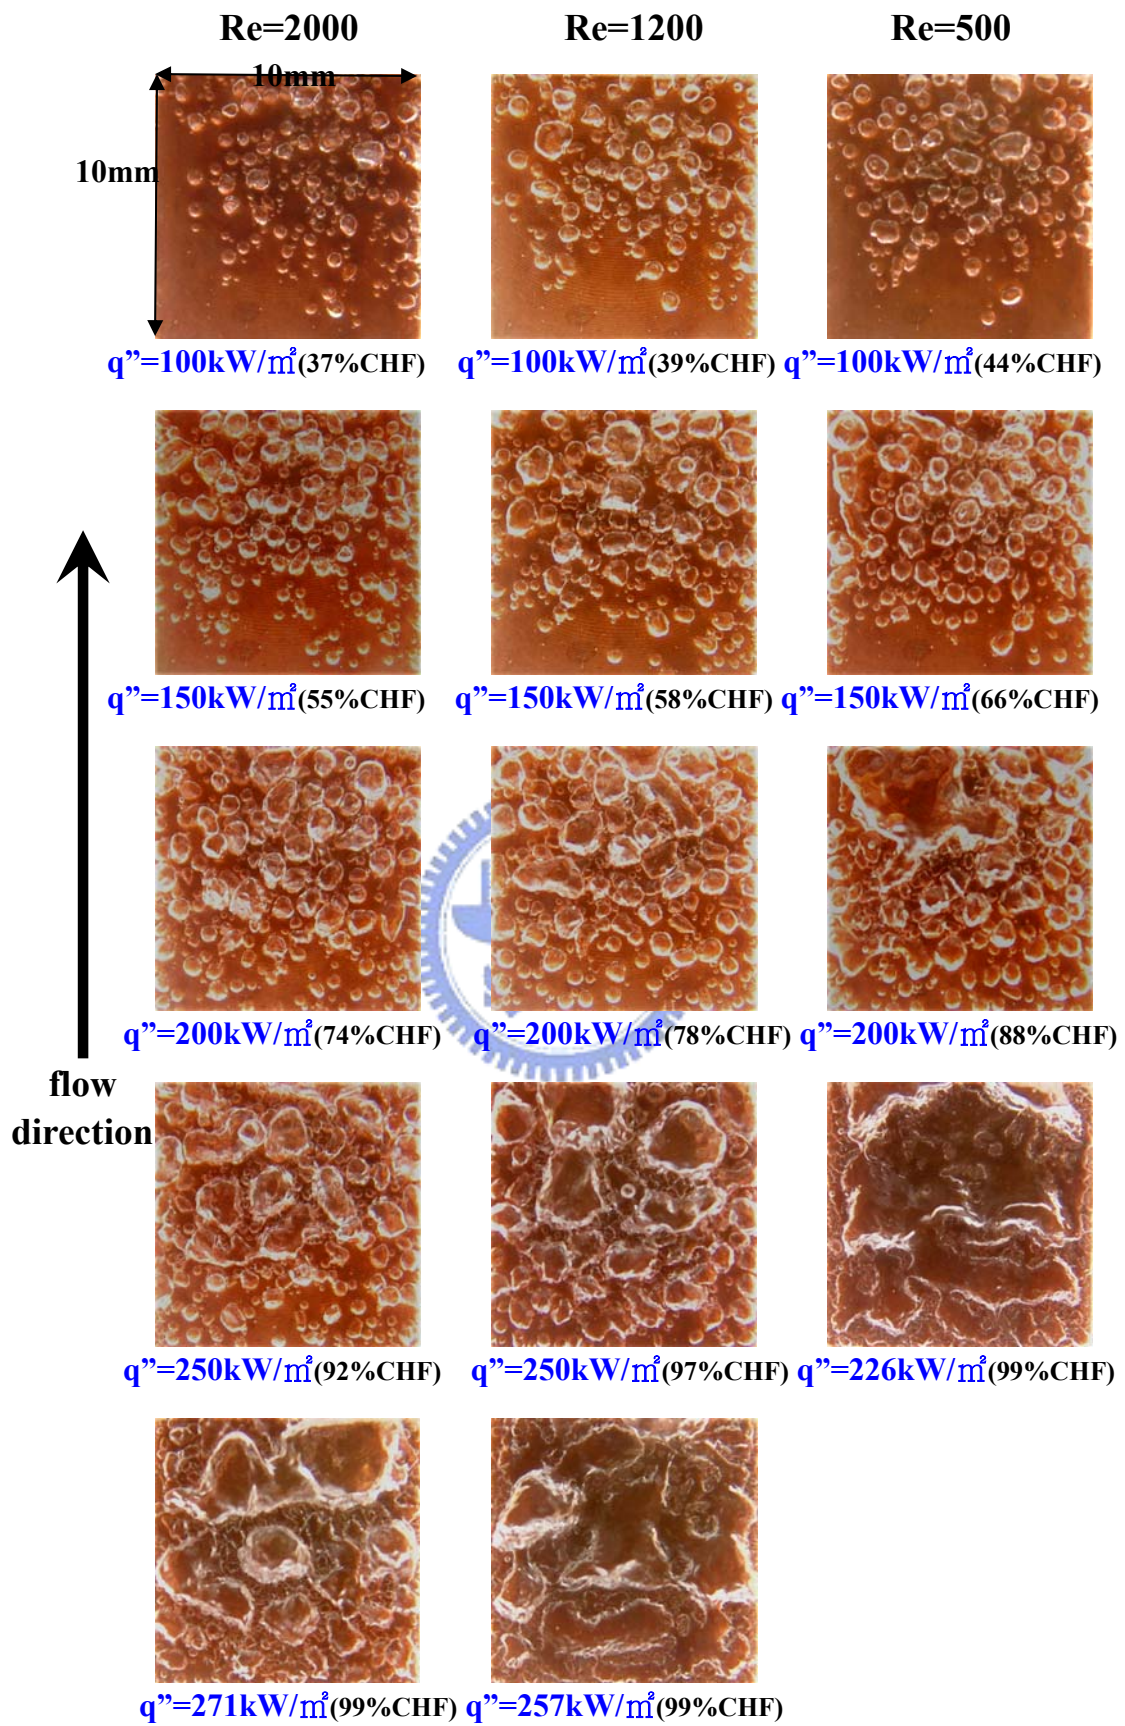 Re=2000 Re=1200 Re=500
10mm
10mm
q”=100kW/㎡(37%CHF) q”=100kW/㎡(39%CHF) q”=100kW/㎡(44%CHF)
q”=150kW/㎡(55%CHF) q”=150kW/㎡(58%CHF) q”=150kW/㎡(66%CHF)
q”=200kW/㎡(74%CHF) q”=200kW/㎡(78%CHF) q”=200kW/㎡(88%CHF)
flow
direction
q”=250kW/㎡(92%CHF) q”=250kW/㎡(97%CHF) q”=226kW/㎡(99%CHF)
q”=271kW/㎡(99%CHF) q”=257kW/㎡(99%CHF)